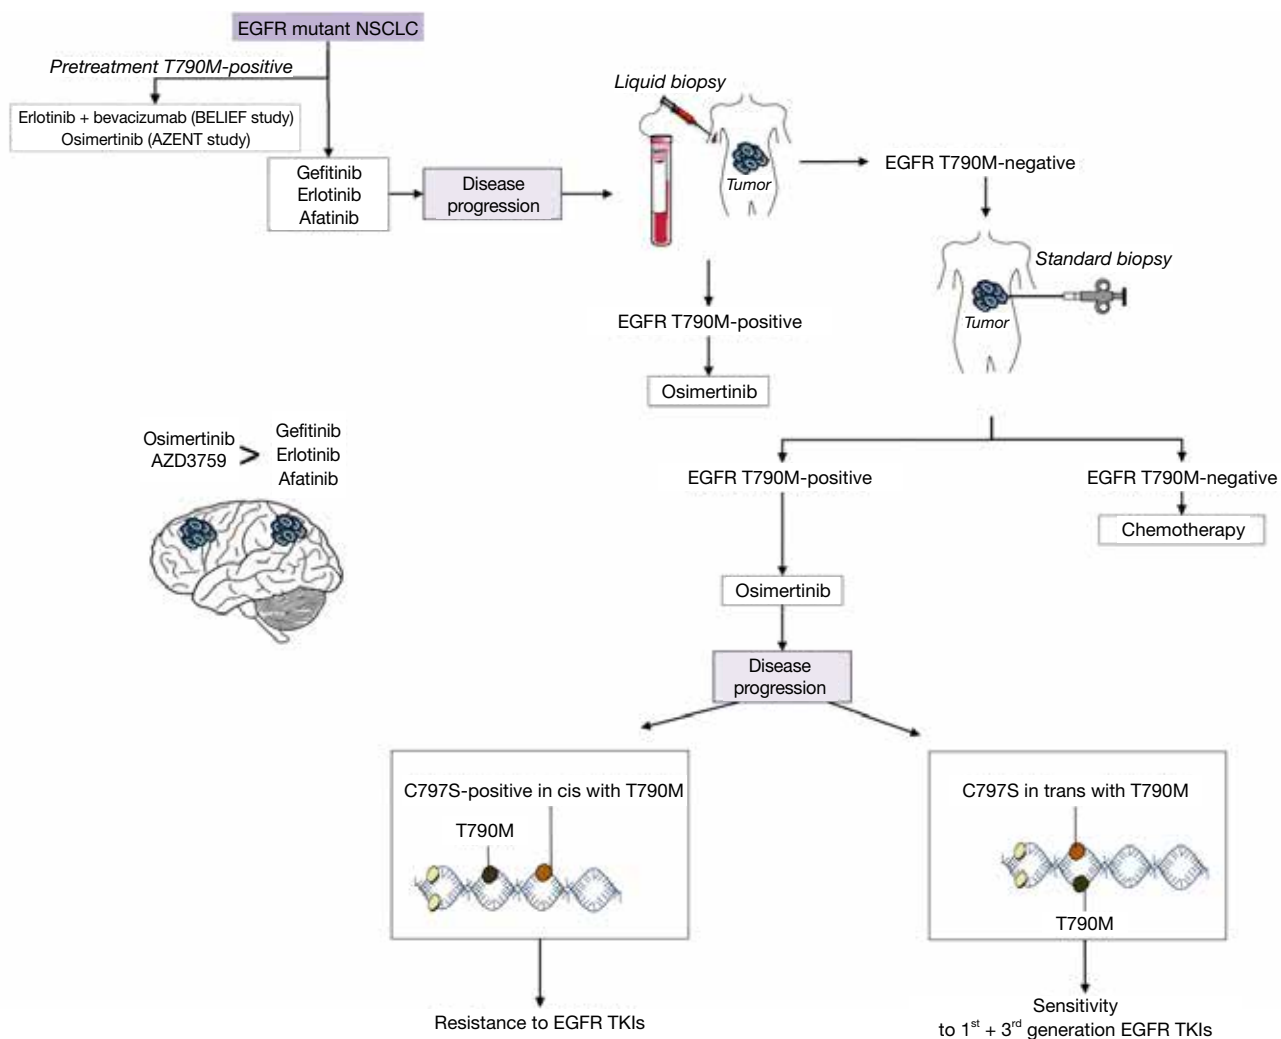 EGFR mutant NSCLC
Pretreatment T790M-positive
Erlotinib + bevacizumab (BELIEF study)
Osimertinib (AZENT study)
Gefitinib
Erlotinib
Afatinib
Disease
progression
Liquid biopsy
Tumor
EGFR T790M-negative
Standard biopsy
Tumor
EGFR T790M-positive
Osimertinib
Osimertinib
AZD3759
>
Gefitinib
Erlotinib
Afatinib
EGFR T790M-positive
EGFR T790M-negative
Chemotherapy
Osimertinib
Disease
progression
C797S-positive in cis with T790M
T790M
C797S in trans with T790M
T790M
Resistance to EGFR TKIs
Sensitivity
to 1st + 3rd generation EGFR TKIs